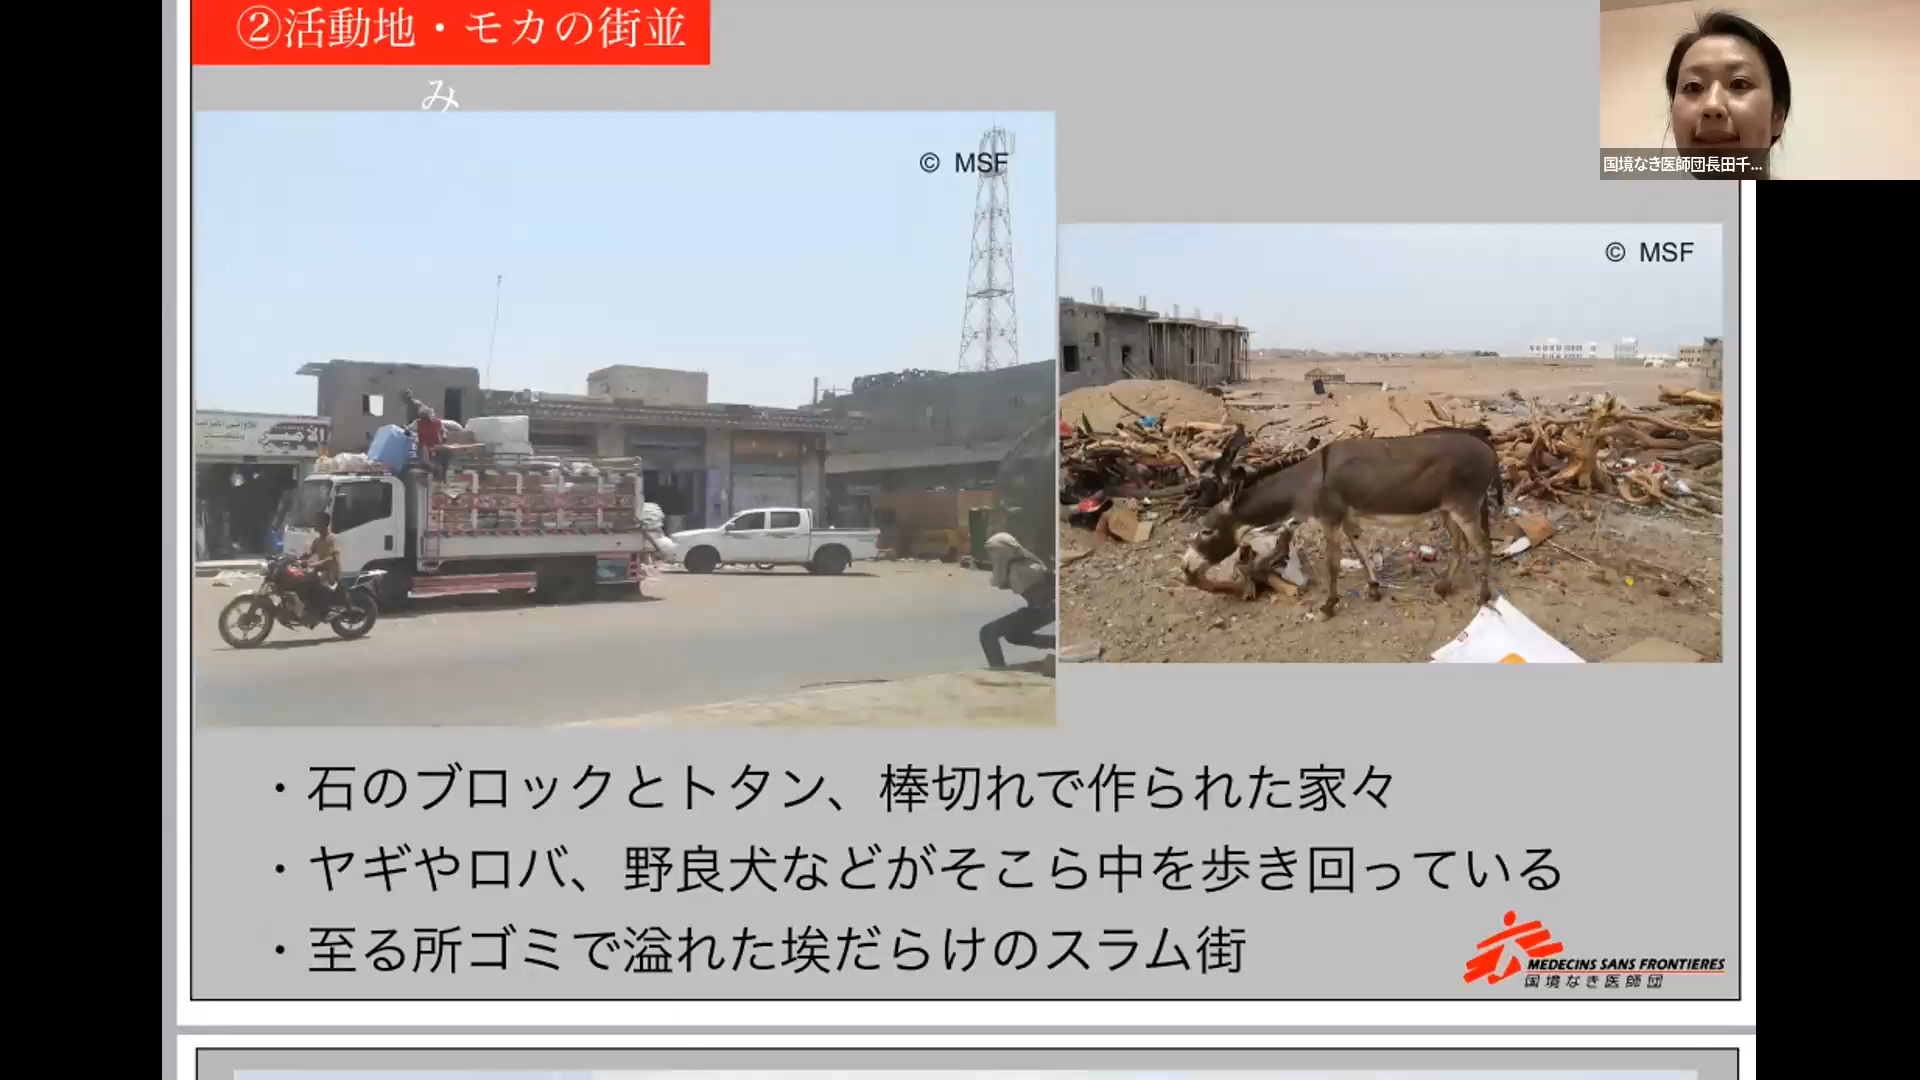 ②活動地・モカの街並
み
© MSF
© MSF
国境なき医師団長田千...
・石のブロックとトタン、棒切れで作られた家々
・ヤギやロバ、野良犬などがそこら中を歩き回っている
・至る所ゴミで溢れた埃だらけのスラム街
MEDECINS SANS FRONTIERES
国境なき医師団